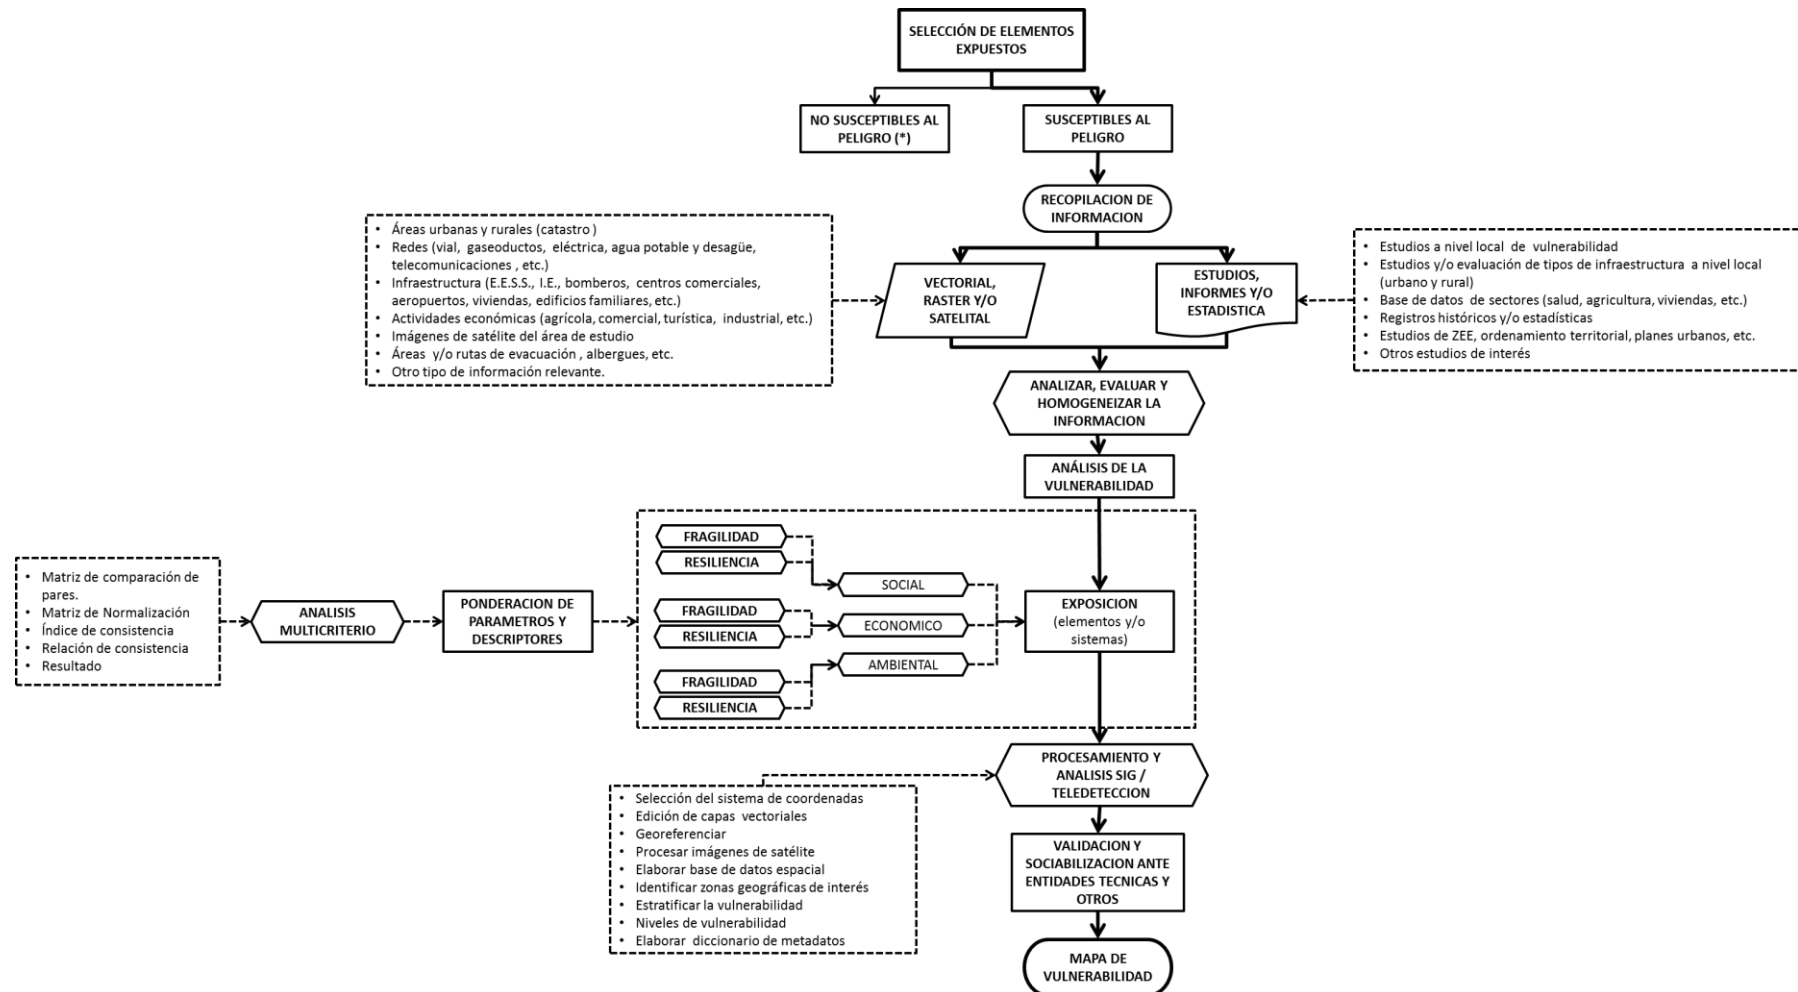 SELECCIÓN DE ELEMENTOS
EXPUESTOS
NO SUSCEPTIBLES AL
PELIGRO (*)
SUSCEPTIBLES AL
PELIGRO
RECOPILACION DE
INFORMACION
• Áreas urbanas y rurales (catastro )
• Redes (vial, gaseoductos, eléctrica, agua potable y desagüe,
telecomunicaciones , etc.)
• Infraestructura (E.E.S.S., I.E., bomberos, centros comerciales,
aeropuertos, viviendas, edificios familiares, etc.)
• Actividades económicas (agrícola, comercial, turística, industrial, etc.)
• Imágenes de satélite del área de estudio
• Áreas y/o rutas de evacuación , albergues, etc.
• Otro tipo de información relevante.
VECTORIAL,
RASTER Y/O
SATELITAL
ESTUDIOS,
INFORMES Y/O
ESTADISTICA
• Estudios a nivel local de vulnerabilidad
• Estudios y/o evaluación de tipos de infraestructura a nivel local
(urbano y rural)
• Base de datos de sectores (salud, agricultura, viviendas, etc.)
• Registros históricos y/o estadísticas
• Estudios de ZEE, ordenamiento territorial, planes urbanos, etc.
• Otros estudios de interés
ANALIZAR, EVALUAR Y
HOMOGENEIZAR LA
INFORMACION
ANÁLISIS DE LA
VULNERABILIDAD
• Matriz de comparación de
pares.
• Matriz de Normalización
• Índice de consistencia
• Relación de consistencia
• Resultado
ANALISIS
MULTICRITERIO
PONDERACION DE
PARAMETROS Y
DESCRIPTORES
FRAGILIDAD
RESILIENCIA
SOCIAL
FRAGILIDAD
RESILIENCIA
ECONOMICO
FRAGILIDAD
RESILIENCIA
AMBIENTAL
EXPOSICION
(elementos y/o
sistemas)
PROCESAMIENTO Y
ANALISIS SIG /
TELEDETECCION
• Selección del sistema de coordenadas
• Edición de capas vectoriales
• Georeferenciar
• Procesar imágenes de satélite
• Elaborar base de datos espacial
• Identificar zonas geográficas de interés
• Estratificar la vulnerabilidad
• Niveles de vulnerabilidad
• Elaborar diccionario de metadatos
VALIDACION Y
SOCIABILIZACION ANTE
ENTIDADES TECNICAS Y
OTROS
MAPA DE
VULNERABILIDAD